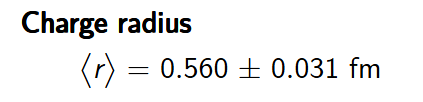 Charge radius
⟨r⟩ = 0.560 ± 0.031 fm